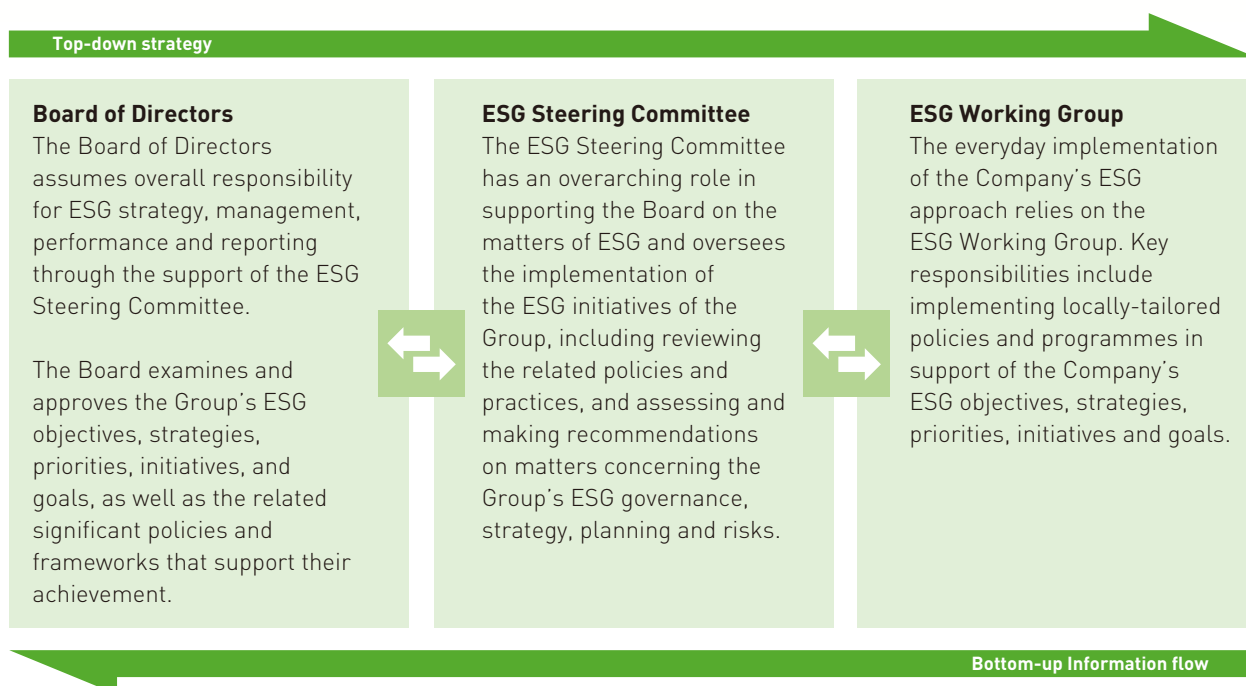 Top-down strategy
Board of Directors
The Board of Directors
assumes overall responsibility
for ESG strategy, management,
performance and reporting
through the support of the ESG
Steering Committee.
The Board examines and
approves the Group's ESG
objectives, strategies,
priorities, initiatives, and
goals, as well as the related
significant policies and
frameworks that support their
achievement.
ESG Steering Committee
The ESG Steering Committee
has an overarching role in
supporting the Board on the
matters of ESG and oversees
the implementation of
the ESG initiatives of the
Group, including reviewing
the related policies and
practices, and assessing and
making recommendations
on matters concerning the
Group's ESG governance,
strategy, planning and risks.
ESG Working Group
The everyday implementation
of the Company's ESG
approach relies on the
ESG Working Group. Key
responsibilities include
implementing locally-tailored
policies and programmes in
support of the Company's
ESG objectives, strategies,
priorities, initiatives and goals.
Bottom-up Information flow